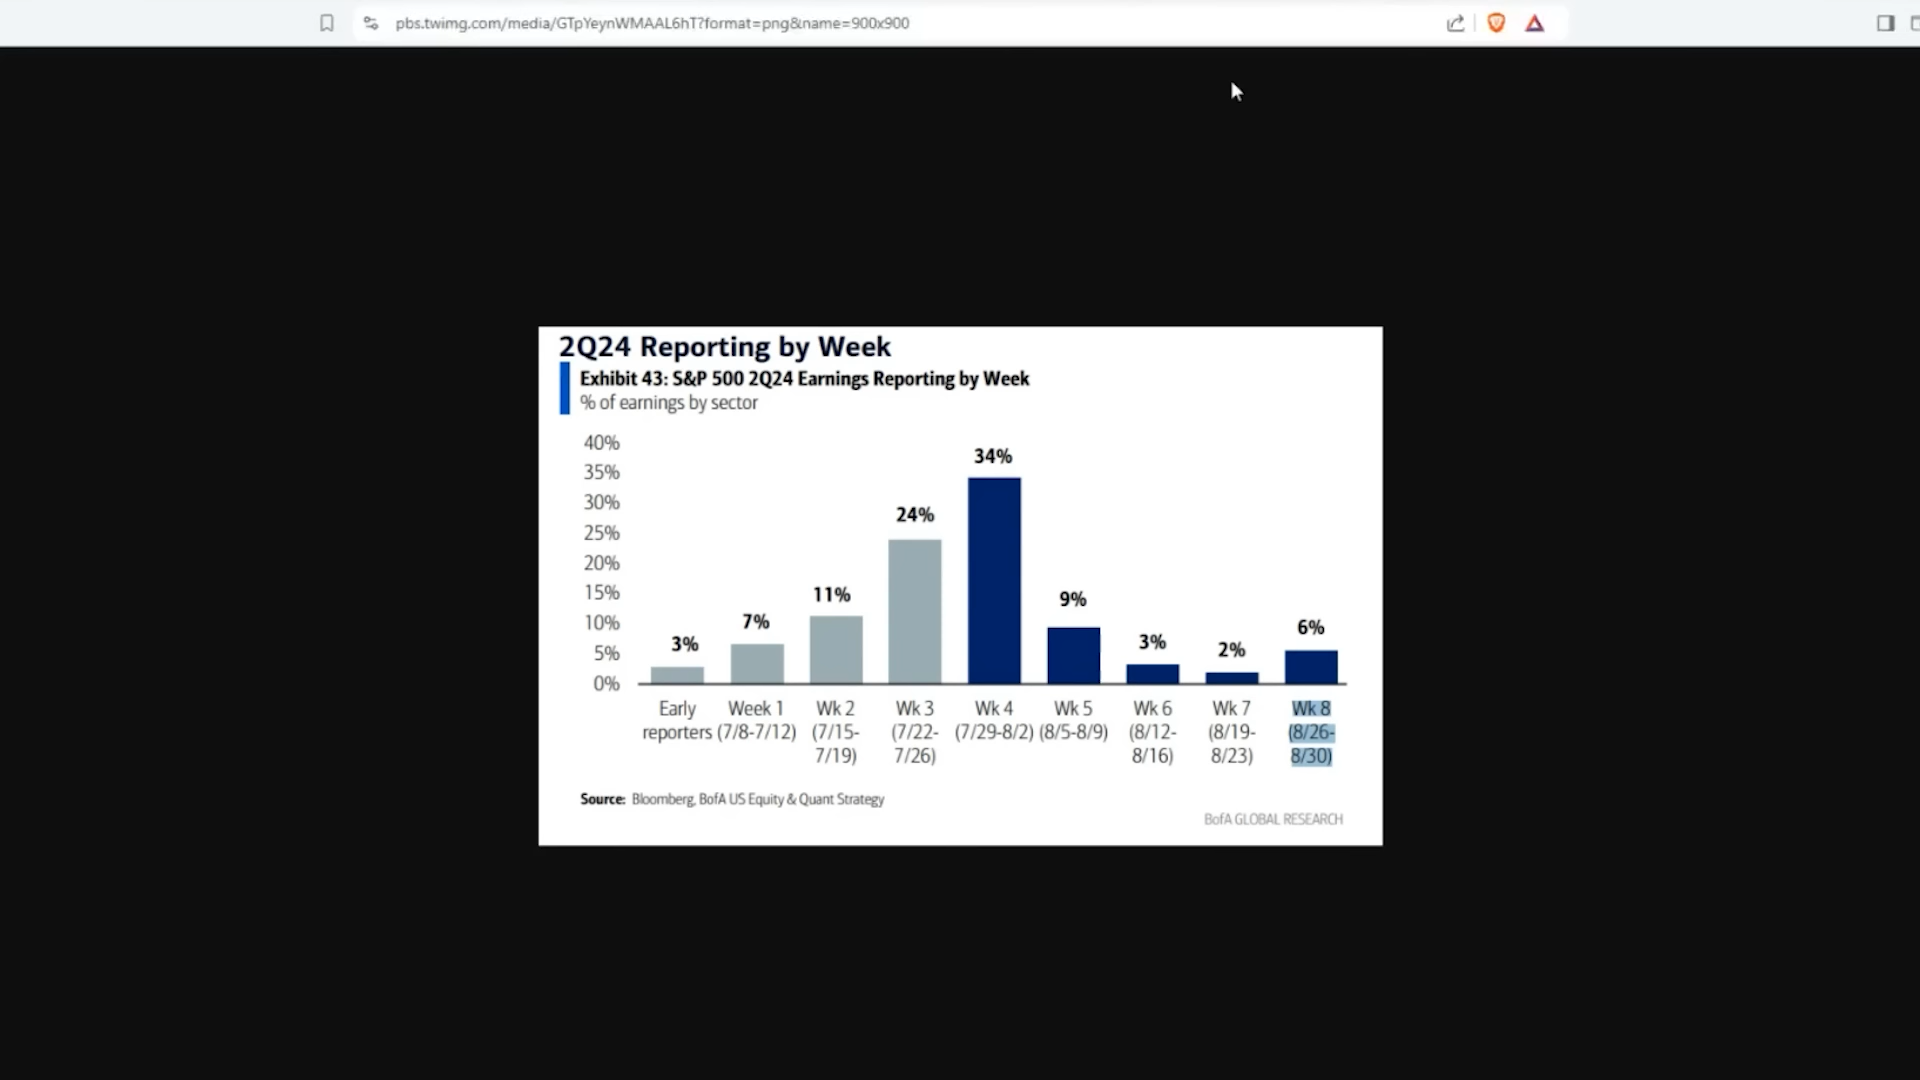 pbs.twimg.com/media/GTpYeynWMAAL6hT?format=png&name=900x900
2Q24 Reporting by Week
Exhibit 43: S&P 500 2Q24 Earnings Reporting by Week
% of earnings by sector
40%
35%
30%
25%
20%
15%
10%
5%
0%
3%
7%
11%
24%
34%
9%
3%
2%
6%
Early
reporters
Week 1
(7/8-7/12)
Wk 2
(7/15-
7/19)
Wk 3
(7/22-
7/26)
Wk 4
(7/29-8/2)
Wk 5
(8/5-8/9)
Wk 6
(8/12-
8/16)
Wk 7
(8/19-
8/23)
Wk 8
(8/26-
8/30)
Source: Bloomberg, BofA US Equity & Quant Strategy
BofA GLOBAL RESEARCH